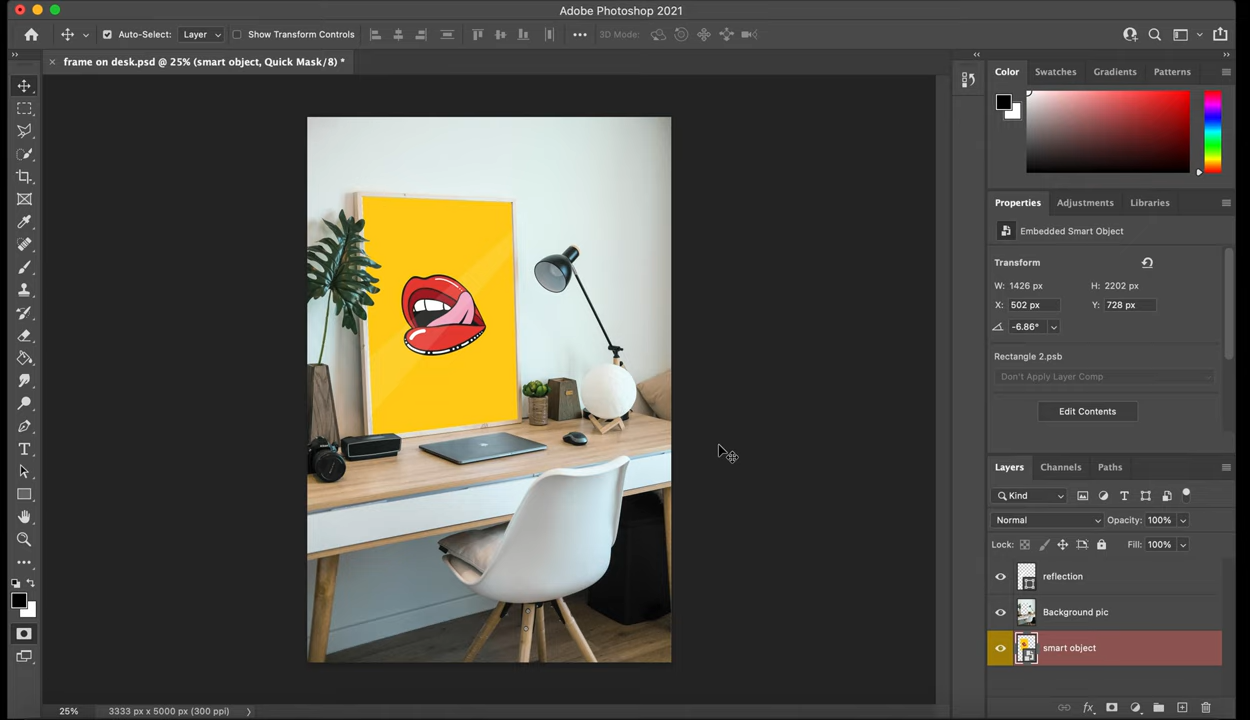 Adobe Photoshop 2021
Auto-Select: Layer Show Transform Controls 3D Mode:
frame on desk.psd @ 25% (smart object, Quick Mask/8) *
Color Swatches Gradients Patterns
Properties Adjustments Libraries
Embedded Smart Object
Transform
W: 1426 px H: 2202 px
X: 502 px Y: 728 px
-6.86°
Rectangle 2.psb
Don't Apply Layer Comp
Edit Contents
Layers Channels Paths
Kind
Normal Opacity: 100%
Lock: Fill: 100%
reflection
Background pic
smart object
fx
25% 3333 px x 5000 px (300 ppi)